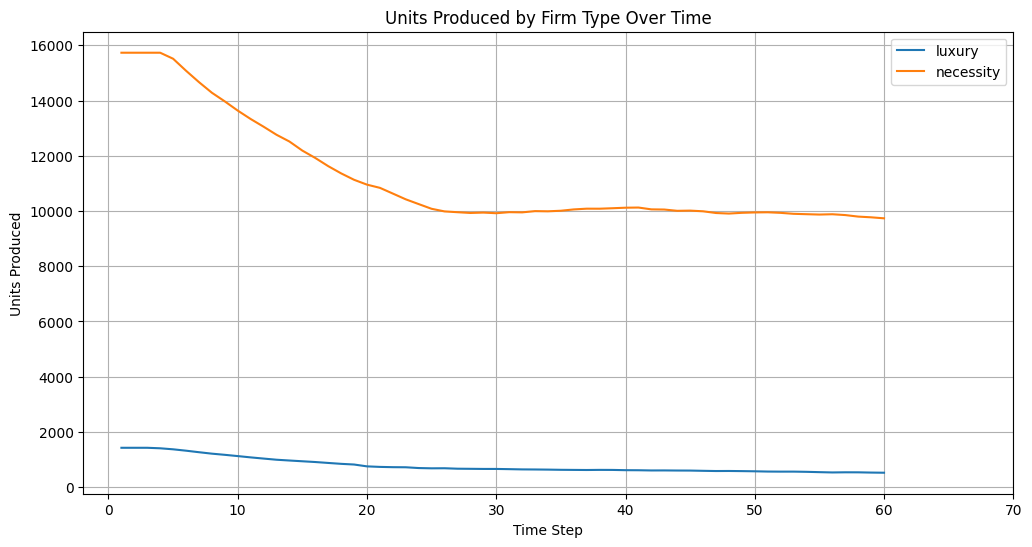 Units Produced by Firm Type Over Time
luxury
necessity
Units Produced
16000
14000
12000
10000
8000
6000
4000
2000
0
0 10 20 30 40 50 60 70
Time Step